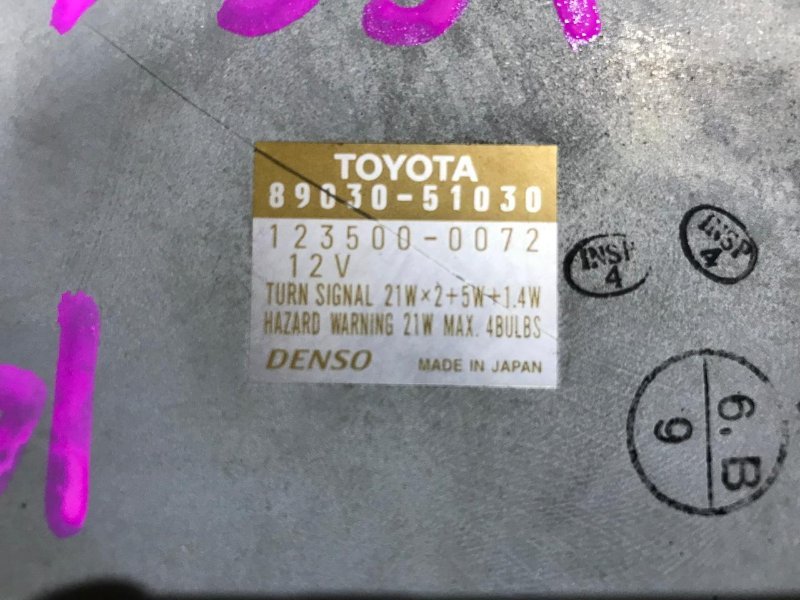 TOYOTA
89030-51030
123500-0072
12V
TURN SIGNAL 21W×2+5W+1.4W
HAZARD WARNING 21W MAX. 4BULBS
DENSO MADE IN JAPAN
INSP
4
INSP
4
6.B
9